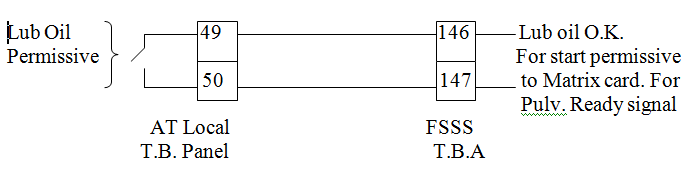 Lub Oil
Permissive
49
50
AT Local
T.B. Panel
146
147
FSSS
T.B.A
Lub oil O.K.
For start permissive
to Matrix card. For
Pulv. Ready signal